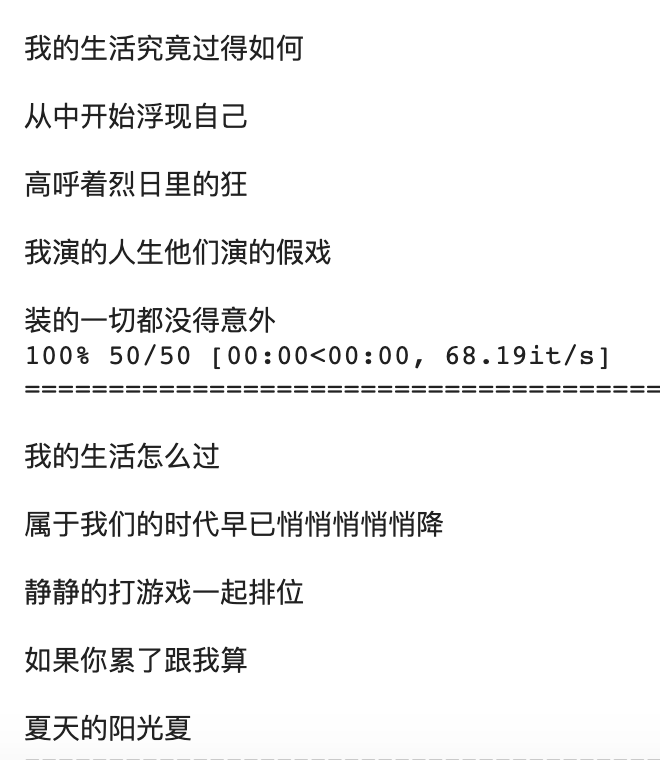 我的生活究竟过得如何
从中开始浮现自己
高呼着烈日里的狂
我演的人生他们演的假戏
装的一切都没得意外
100% 50/50 [00:00<00:00, 68.19it/s]
======================================
我的生活怎么过
属于我们的时代早已悄悄悄悄悄降
静静的打游戏一起排位
如果你累了跟我算
夏天的阳光夏
======================================